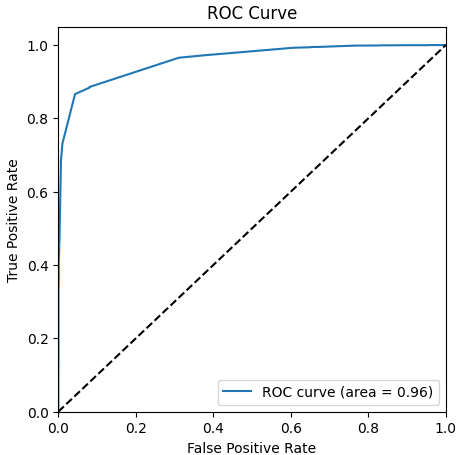 ROC Curve
True Positive Rate
1.0
0.8
0.6
0.4
0.2
0.0
0.0 0.2 0.4 0.6 0.8 1.0
False Positive Rate
ROC curve (area = 0.96)